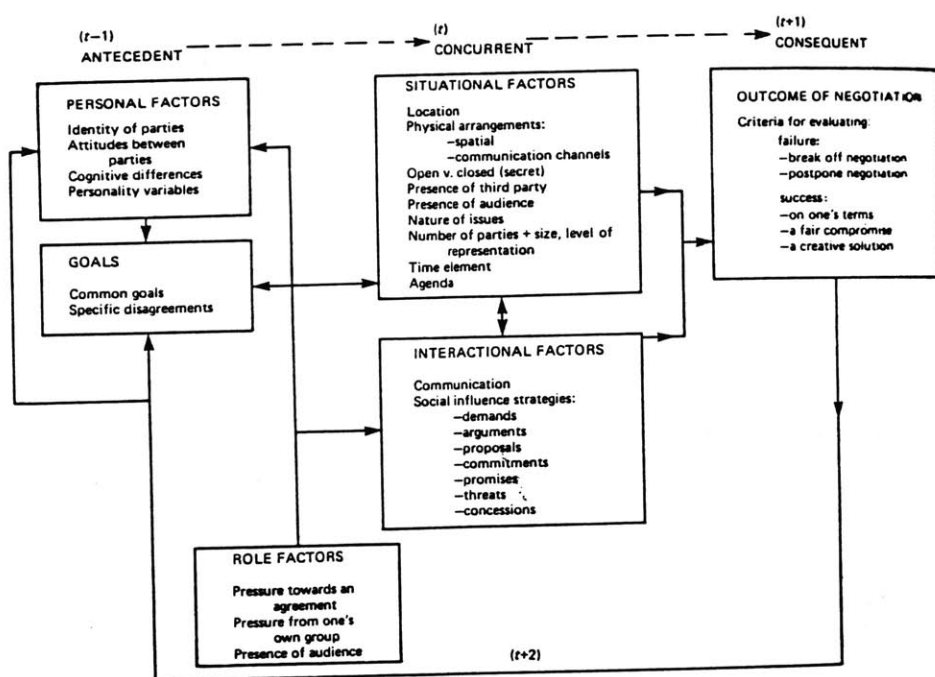 (t−1)
ANTECEDENT
(t)
CONCURRENT
(t+1)
CONSEQUENT
PERSONAL FACTORS
Identity of parties
Attitudes between
parties
Cognitive differences
Personality variables
GOALS
Common goals
Specific disagreements
SITUATIONAL FACTORS
Location
Physical arrangements:
–spatial
–communication channels
Open v. closed (secret)
Presence of third party
Presence of audience
Nature of issues
Number of parties + size, level of
representation
Time element
Agenda
INTERACTIONAL FACTORS
Communication
Social influence strategies:
–demands
–arguments
–proposals
–commitments
–promises
–threats
–concessions
OUTCOME OF NEGOTIATION
Criteria for evaluating:
failure:
–break off negotiation
–postpone negotiation
success:
–on one's terms
–a fair compromise
–a creative solution
ROLE FACTORS
Pressure towards an
agreement
Pressure from one's
own group
Presence of audience
(t+2)